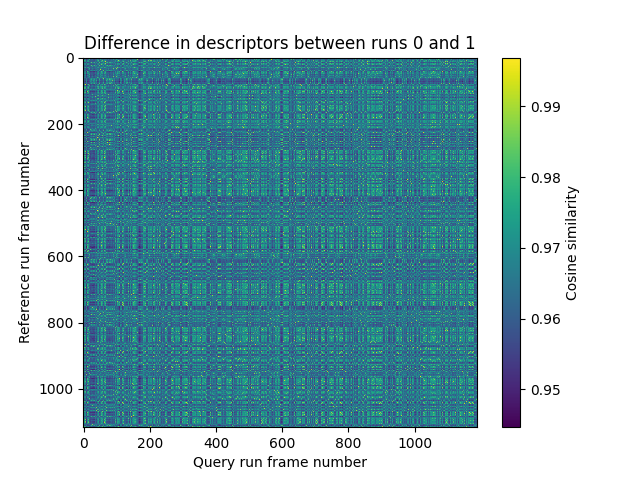 Difference in descriptors between runs 0 and 1
0
200
400
600
800
1000
Reference run frame number
0 200 400 600 800 1000
Query run frame number
0.99
0.98
0.97
0.96
0.95
Cosine similarity